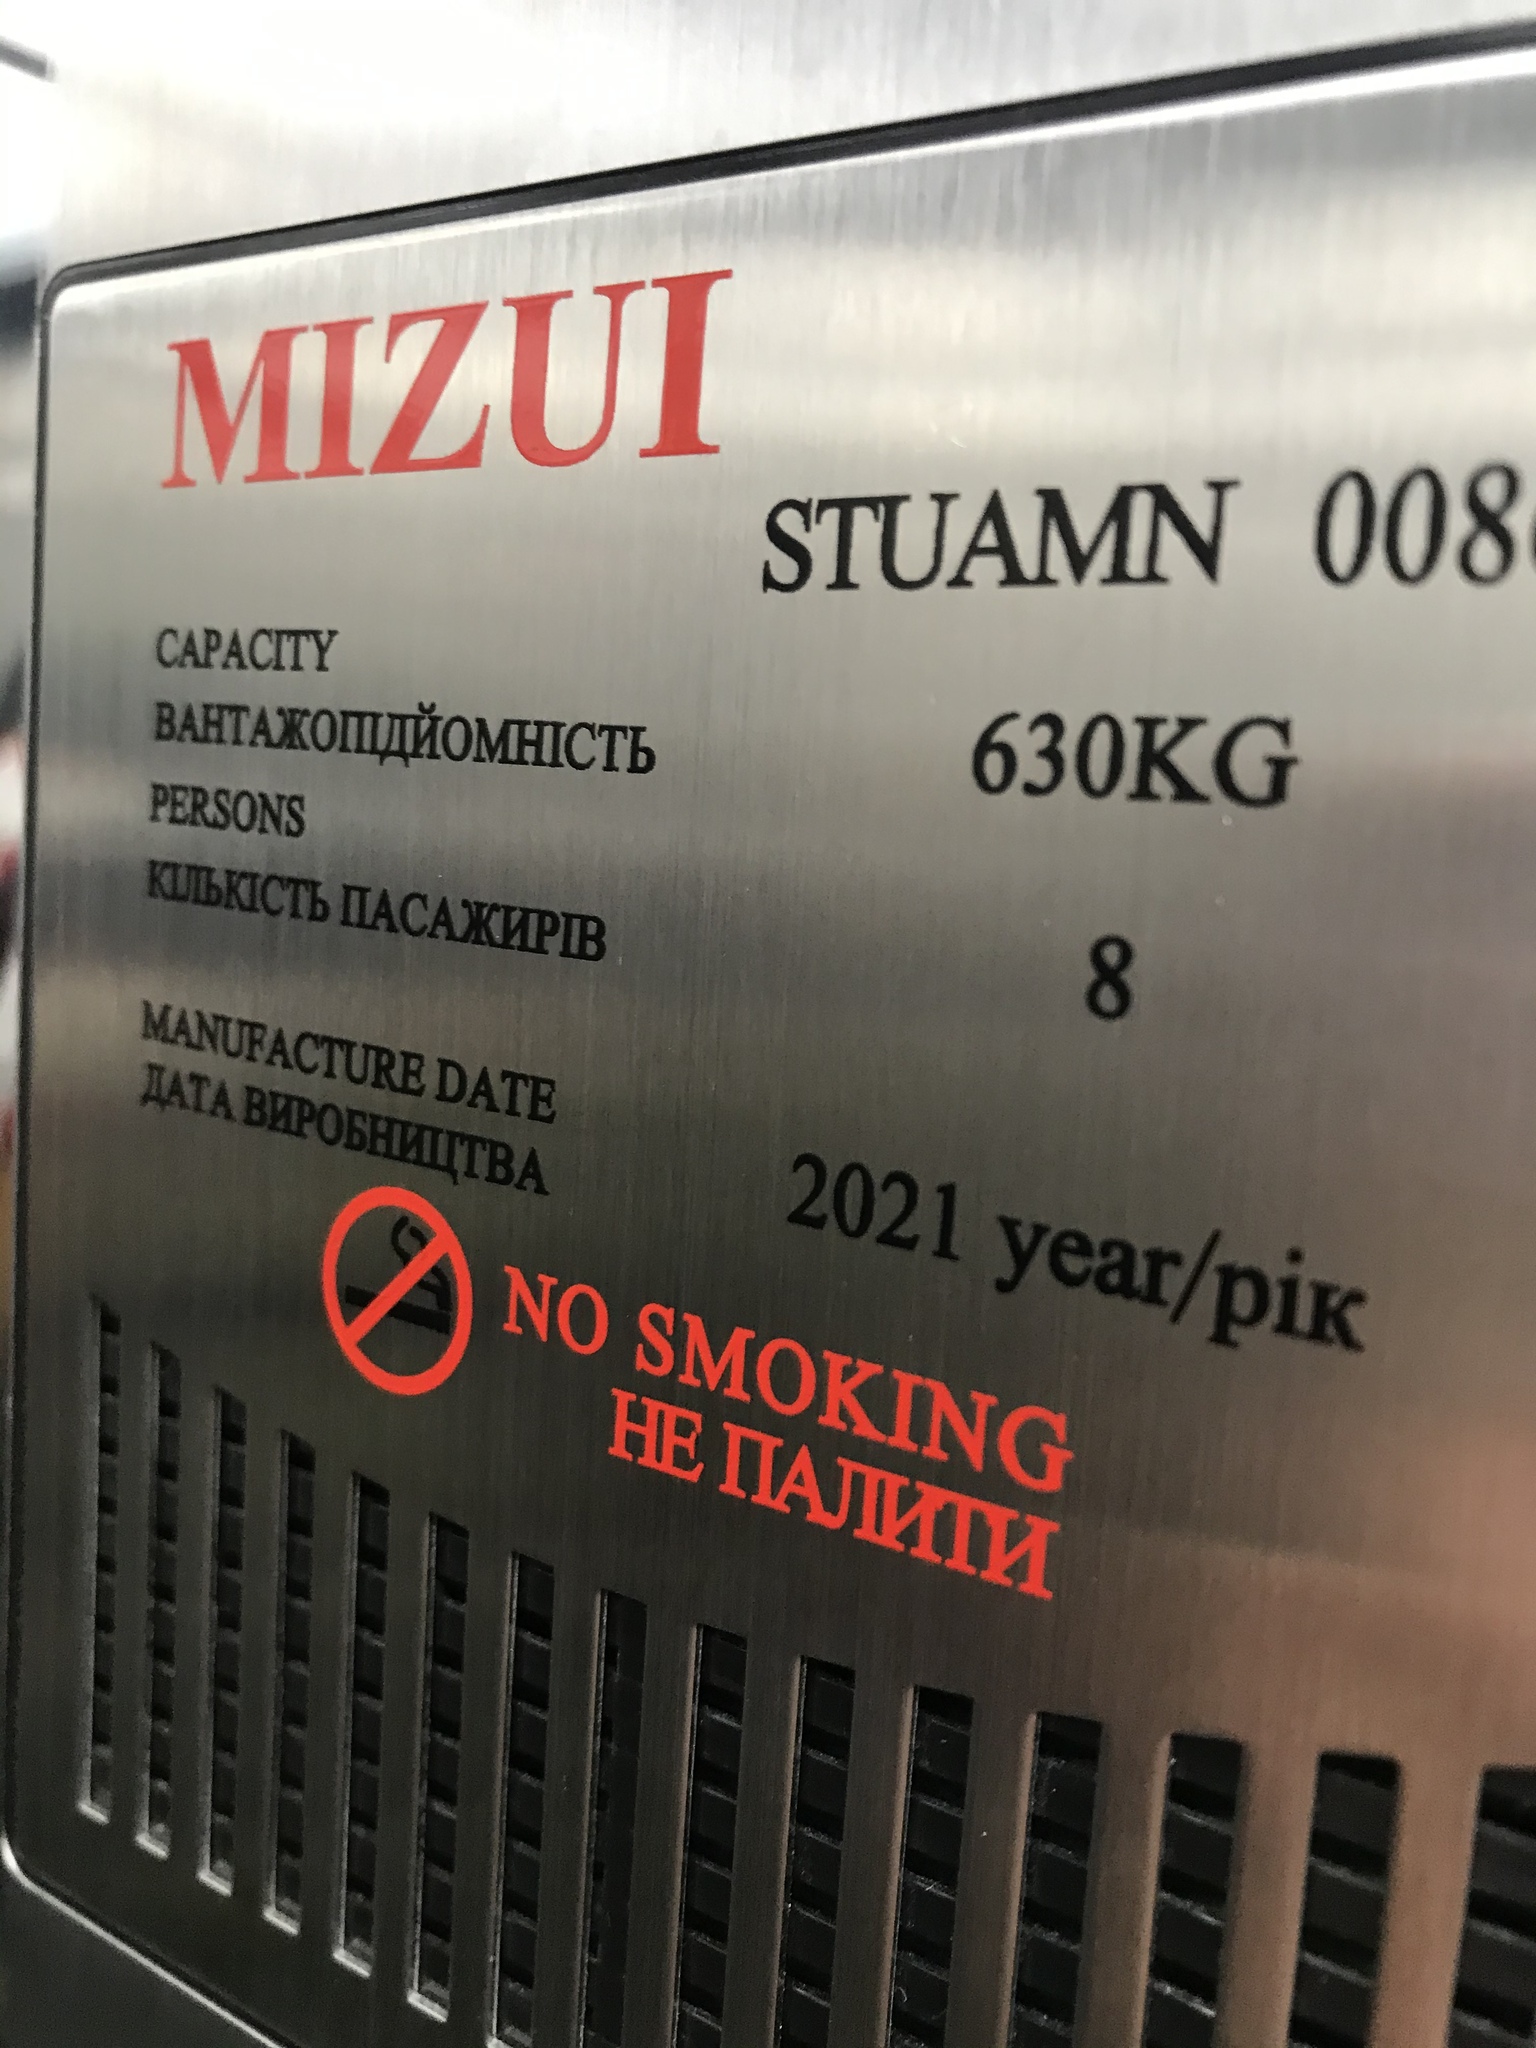 MIZUI
STUAMN 008
CAPACITY
ВАНТАЖОПІДЙОМНІСТЬ
630KG
PERSONS
КІЛЬКІСТЬ ПАСАЖИРІВ
8
MANUFACTURE DATE
ДАТА ВИРОБНИЦТВА
2021 year/рік
NO SMOKING
НЕ ПАЛИТИ